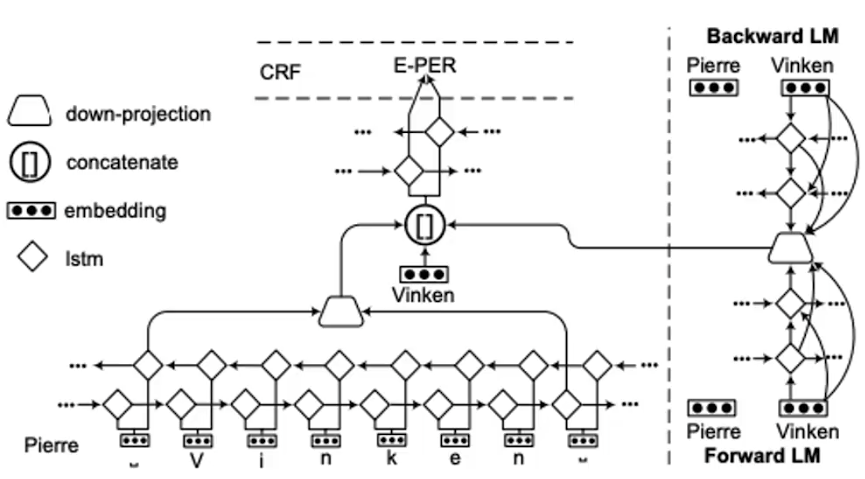 Backward LM
Pierre Vinken
CRF E-PER
down-projection
[] concatenate
embedding
lstm
[]
Vinken
Pierre ␣ V i n k e n ␣
Pierre Vinken
Forward LM